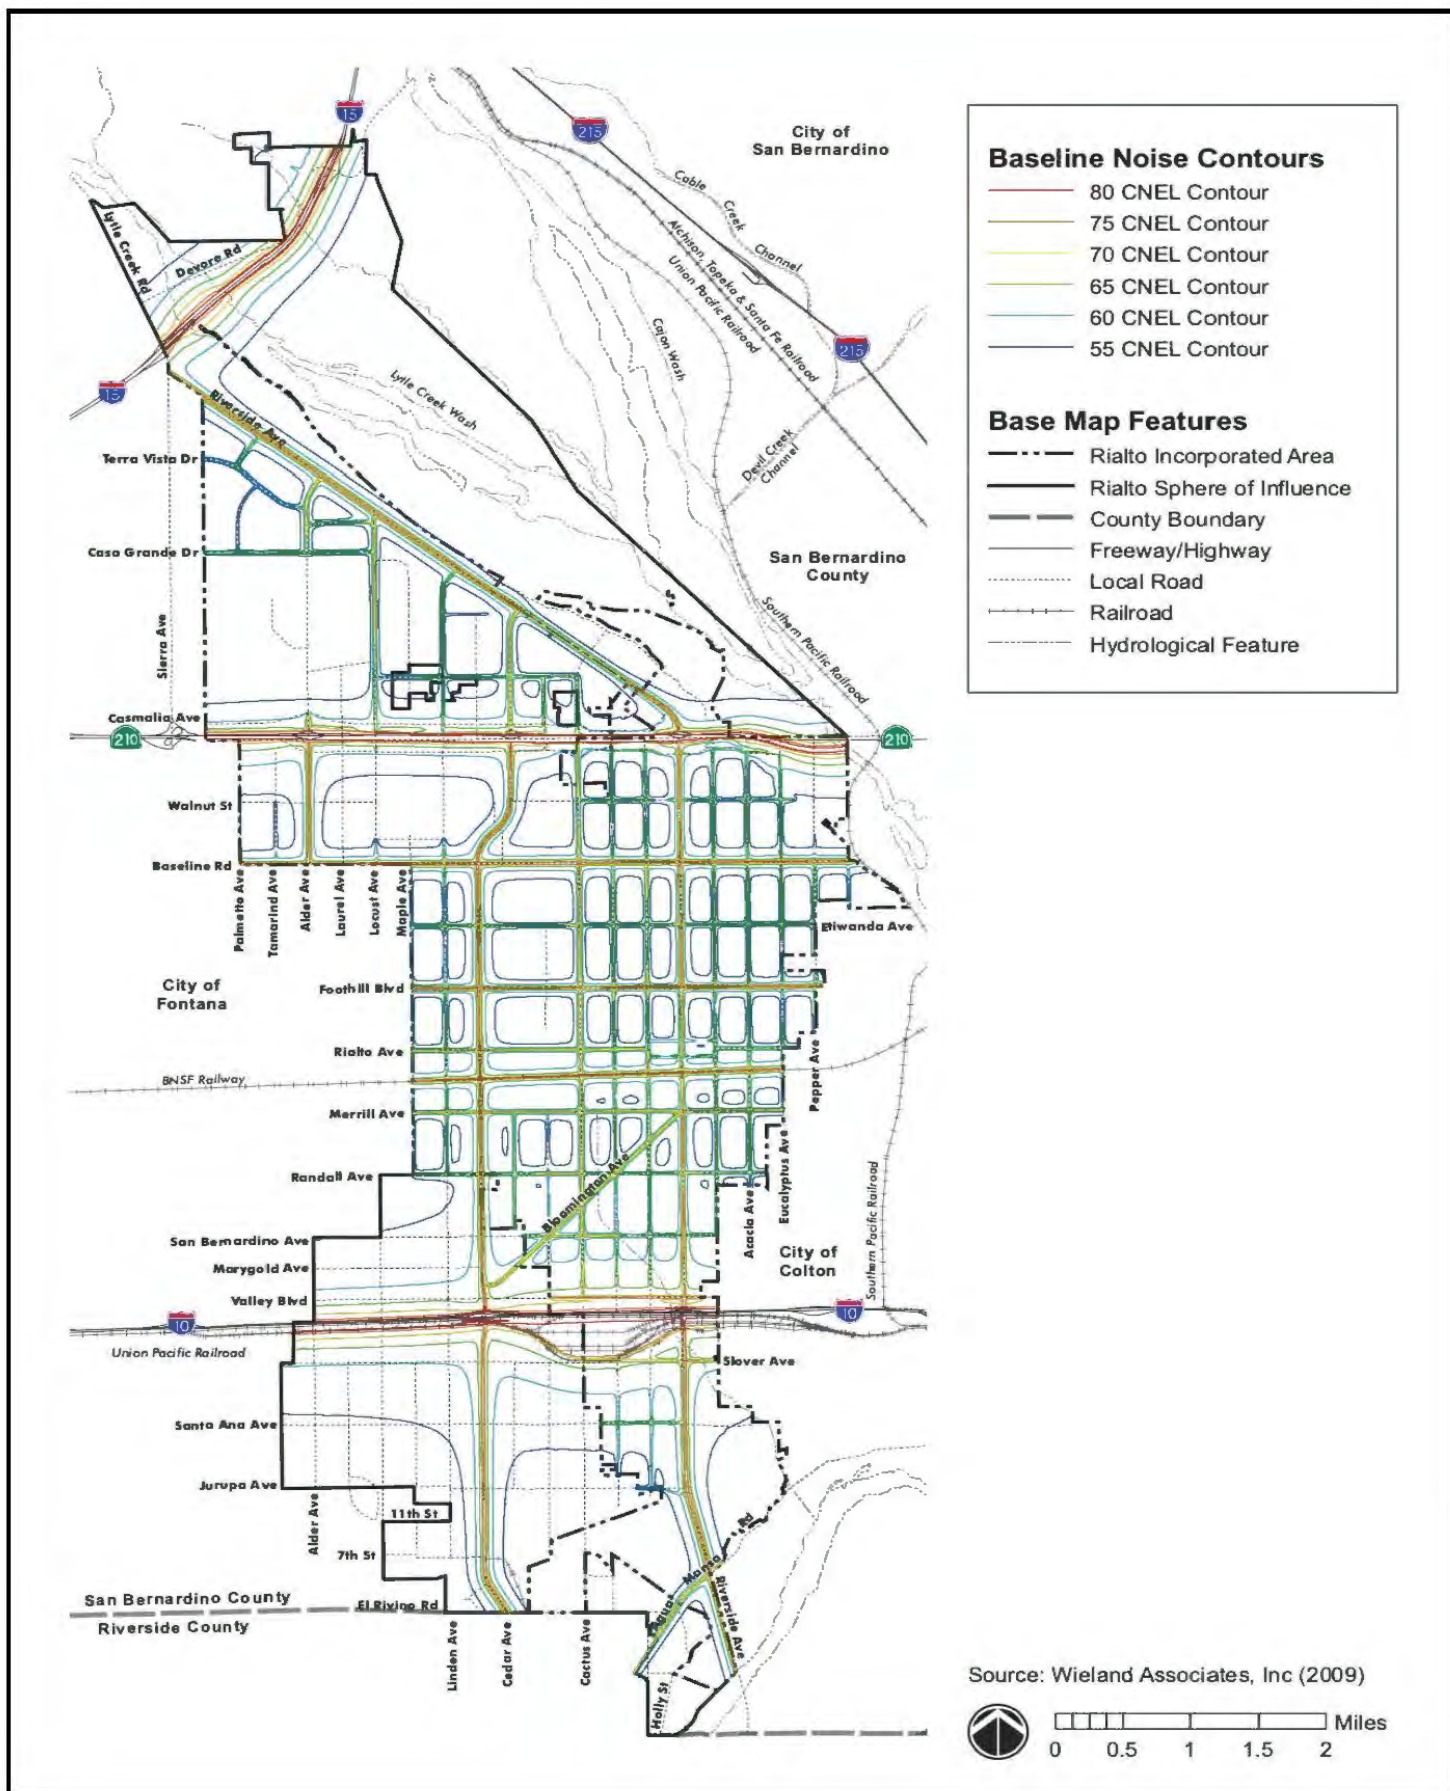 15
215
City of
San Bernardino
Cable
Creek
Channel
Atchison, Topeka & Santa Fe Railroad
Union Pacific Railroad
Lytle Creek Rd
Devore Rd
Cajon Wash
215
15
Lytle Creek Wash
Riverside Ave
Devil Creek
Channel
Terra Vista Dr
Casa Grande Dr
San Bernardino
County
Sierra Ave
Southern Pacific Railroad
Casmalia Ave
210
210
Walnut St
Baseline Rd
Palmetto Ave
Tamarind Ave
Alder Ave
Laurel Ave
Locust Ave
Maple Ave
Etiwanda Ave
City of
Fontana
Foothill Blvd
Rialto Ave
BNSF Railway
Pepper Ave
Merrill Ave
Randall Ave
Bloomington Ave
Eucalyptus Ave
Acacia Ave
Southern Pacific Railroad
San Bernardino Ave
City of
Colton
Marygold Ave
Valley Blvd
10
10
Union Pacific Railroad
Slover Ave
Santa Ana Ave
Jurupa Ave
11th St
Alder Ave
7th St
Agua Mansa Rd
Riverside Ave
San Bernardino County
Riverside County
El Rivino Rd
Linden Ave
Cedar Ave
Cactus Ave
Holly St
Baseline Noise Contours
80 CNEL Contour
75 CNEL Contour
70 CNEL Contour
65 CNEL Contour
60 CNEL Contour
55 CNEL Contour
Base Map Features
Rialto Incorporated Area
Rialto Sphere of Influence
County Boundary
Freeway/Highway
Local Road
Railroad
Hydrological Feature
Source: Wieland Associates, Inc (2009)
Miles
0 0.5 1 1.5 2